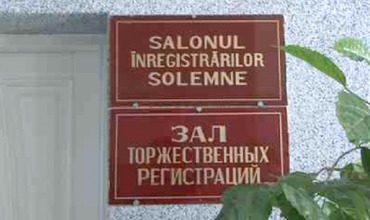 SALONUL
ÎNREGISTRĂRILOR
SOLEMNE
ЗАЛ
ТОРЖЕСТВЕННЫХ
РЕГИСТРАЦИЙ